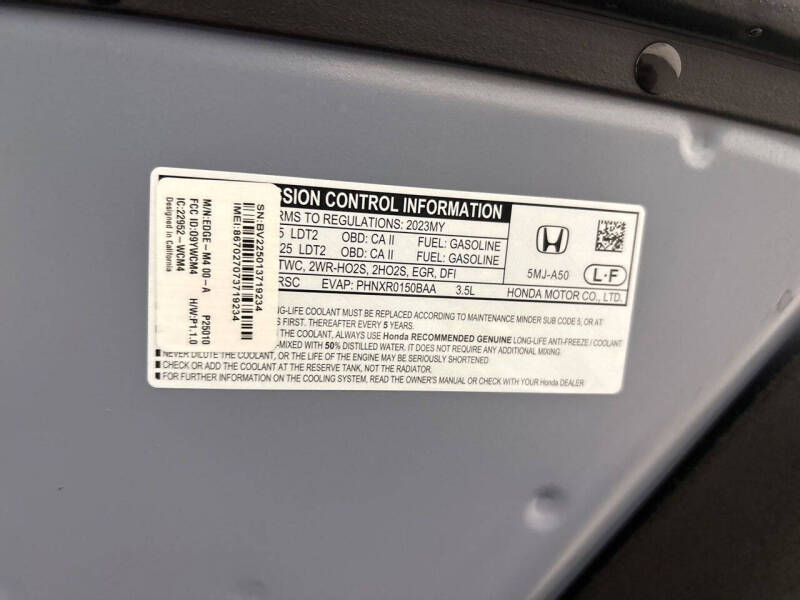 SSION CONTROL INFORMATION
RMS TO REGULATIONS: 2023MY
5 LDT2 OBD: CA II FUEL: GASOLINE
25 LDT2 OBD: CA II FUEL: GASOLINE
TWC, 2WR-HO2S, 2HO2S, EGR, DFI
RSC EVAP: PHNXR0150BAA 3.5L
5MJ-A50
L·F
HONDA MOTOR CO., LTD.
NG-LIFE COOLANT MUST BE REPLACED ACCORDING TO MAINTENANCE MINDER SUB CODE 5, OR AT
S FIRST. THEREAFTER EVERY 5 YEARS.
THE COOLANT, ALWAYS USE Honda RECOMMENDED GENUINE LONG-LIFE ANTI-FREEZE / COOLANT
-MIXED WITH 50% DISTILLED WATER. IT DOES NOT REQUIRE ANY ADDITIONAL MIXING.
NEVER DILUTE THE COOLANT, OR THE LIFE OF THE ENGINE MAY BE SERIOUSLY SHORTENED.
CHECK OR ADD THE COOLANT AT THE RESERVE TANK, NOT THE RADIATOR.
FOR FURTHER INFORMATION ON THE COOLING SYSTEM, READ THE OWNER'S MANUAL OR CHECK WITH YOUR Honda DEALER
SN:BV225013719234
IMEI:867027073719234
M/N:EDGE-M4 00-A P25010
FCC ID:O9YWDM4 H/W:P1.1.0
IC:22952-WCM4
Designed in California